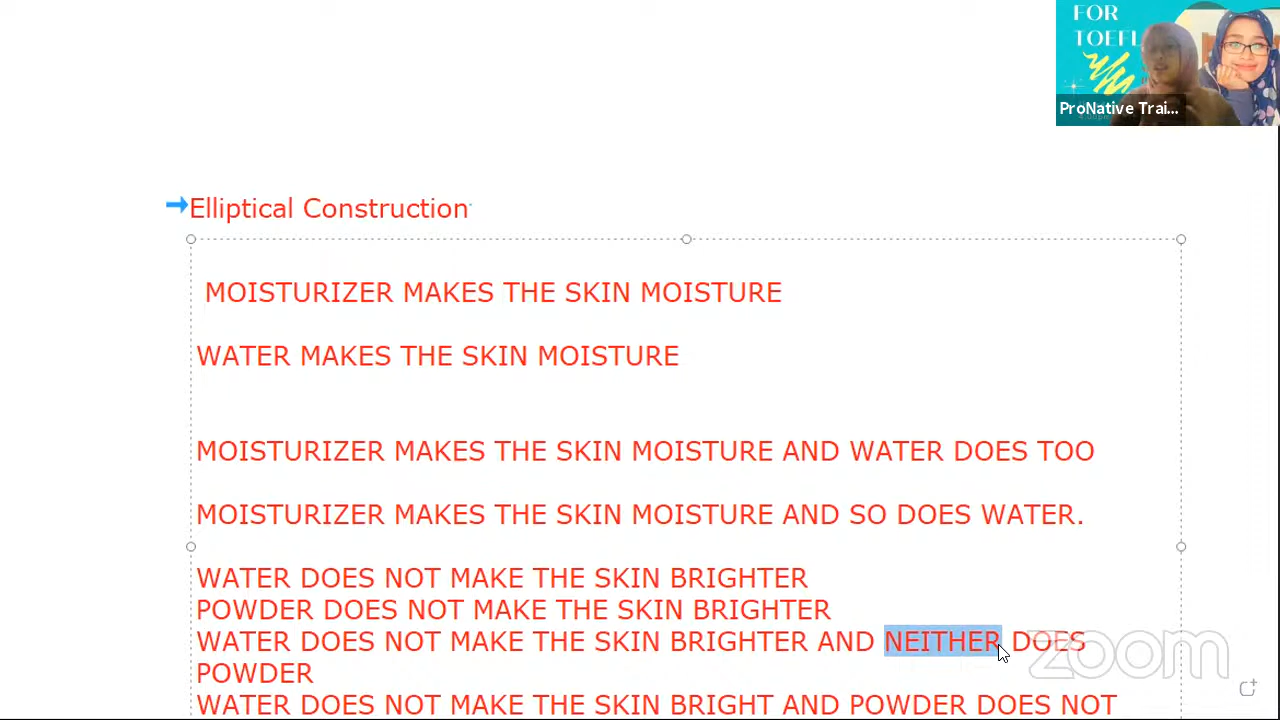 FOR
TOEFL
ProNative Trai...
Elliptical Construction
MOISTURIZER MAKES THE SKIN MOISTURE
WATER MAKES THE SKIN MOISTURE
MOISTURIZER MAKES THE SKIN MOISTURE AND WATER DOES TOO
MOISTURIZER MAKES THE SKIN MOISTURE AND SO DOES WATER.
WATER DOES NOT MAKE THE SKIN BRIGHTER
POWDER DOES NOT MAKE THE SKIN BRIGHTER
WATER DOES NOT MAKE THE SKIN BRIGHTER AND NEITHER DOES
POWDER
WATER DOES NOT MAKE THE SKIN BRIGHT AND POWDER DOES NOT
zoom